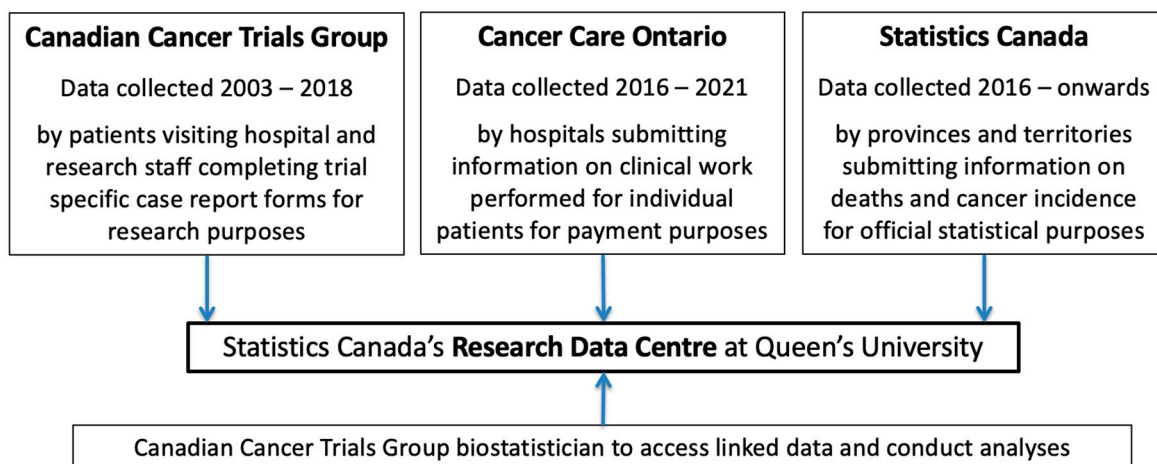 Canadian Cancer Trials Group
Data collected 2003 – 2018
by patients visiting hospital and
research staff completing trial
specific case report forms for
research purposes
Cancer Care Ontario
Data collected 2016 – 2021
by hospitals submitting
information on clinical work
performed for individual
patients for payment purposes
Statistics Canada
Data collected 2016 – onwards
by provinces and territories
submitting information on
deaths and cancer incidence
for official statistical purposes
Statistics Canada’s Research Data Centre at Queen’s University
Canadian Cancer Trials Group biostatistician to access linked data and conduct analyses